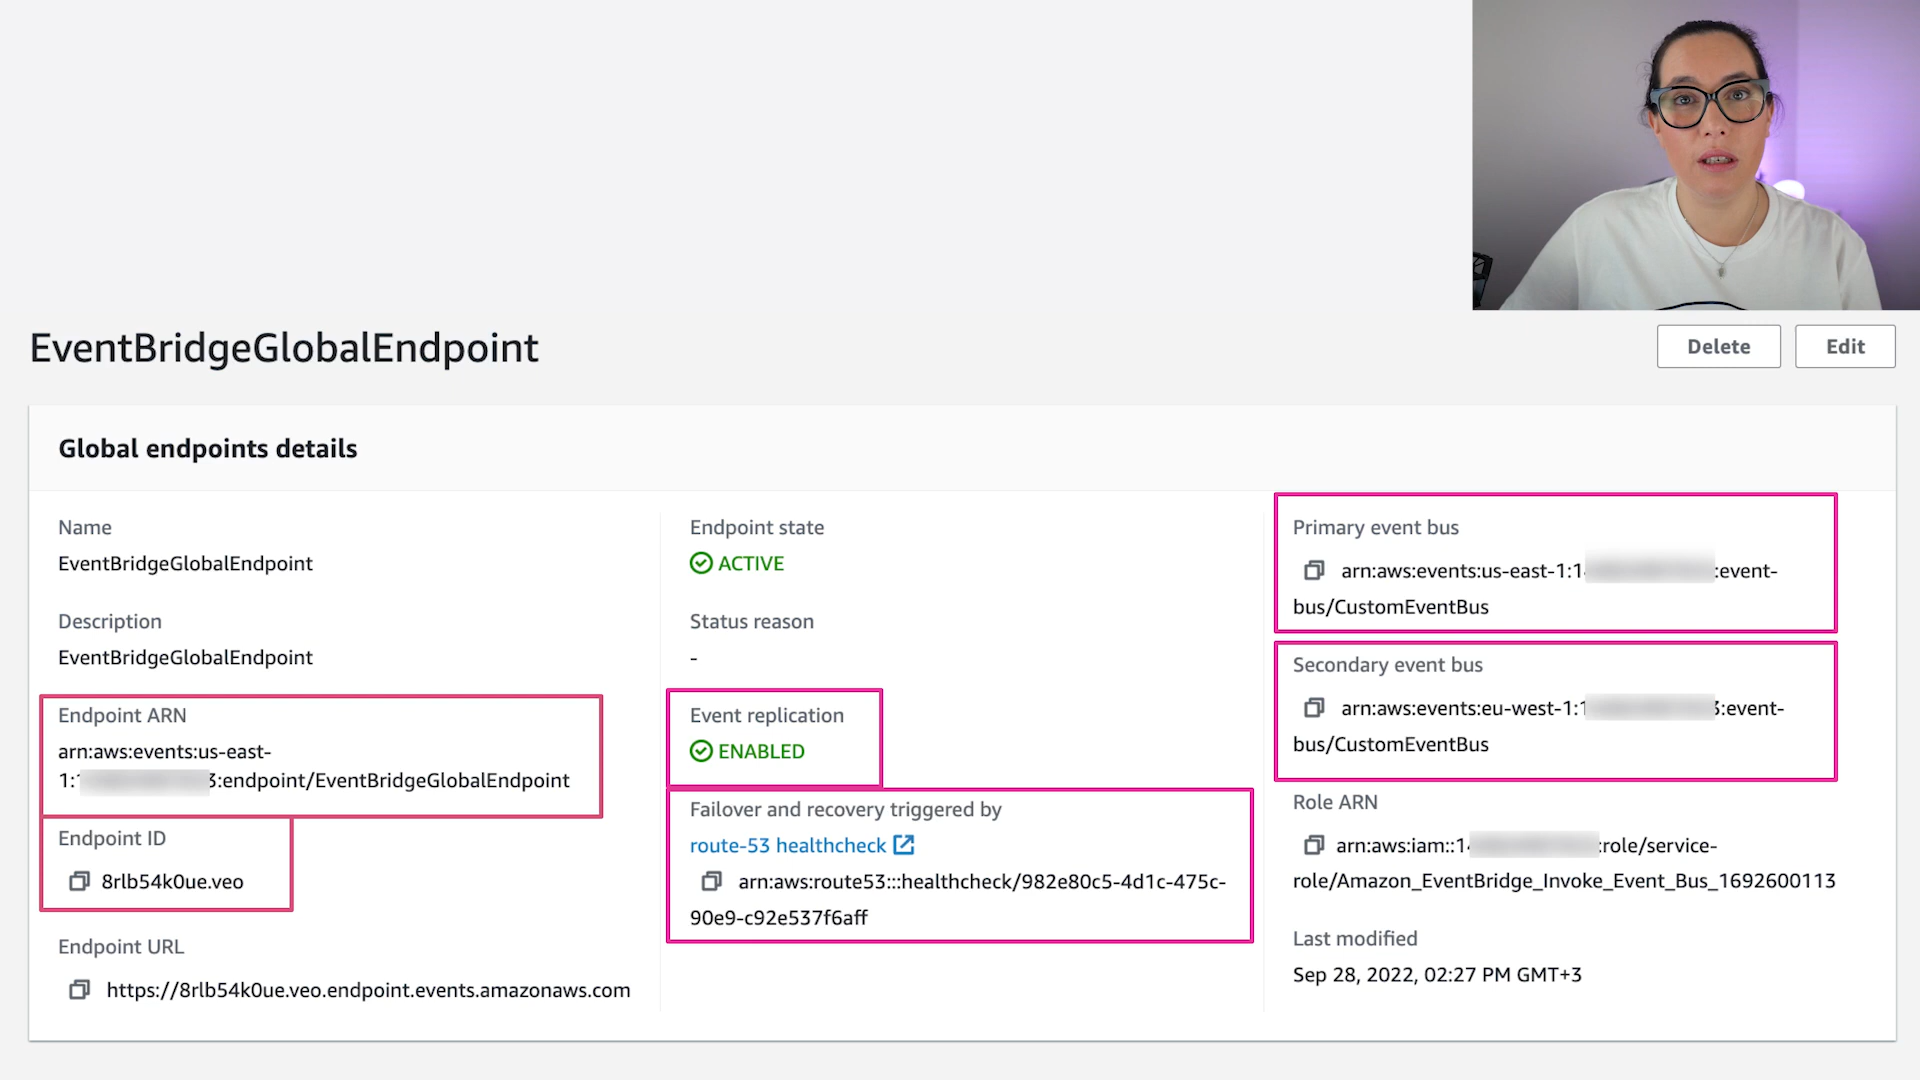 EventBridgeGlobalEndpoint
Delete
Edit
Global endpoints details
Name
EventBridgeGlobalEndpoint
Description
EventBridgeGlobalEndpoint
Endpoint ARN
arn:aws:events:us-east-
1: 3:endpoint/EventBridgeGlobalEndpoint
Endpoint ID
8rlb54k0ue.veo
Endpoint URL
https://8rlb54k0ue.veo.endpoint.events.amazonaws.com
Endpoint state
ACTIVE
Status reason
-
Event replication
ENABLED
Failover and recovery triggered by
route-53 healthcheck
arn:aws:route53:::healthcheck/982e80c5-4d1c-475c-
90e9-c92e537f6aff
Primary event bus
arn:aws:events:us-east-1:1 :event-
bus/CustomEventBus
Secondary event bus
arn:aws:events:eu-west-1: 3:event-
bus/CustomEventBus
Role ARN
arn:aws:iam::14 :role/service-
role/Amazon_EventBridge_Invoke_Event_Bus_1692600113
Last modified
Sep 28, 2022, 02:27 PM GMT+3